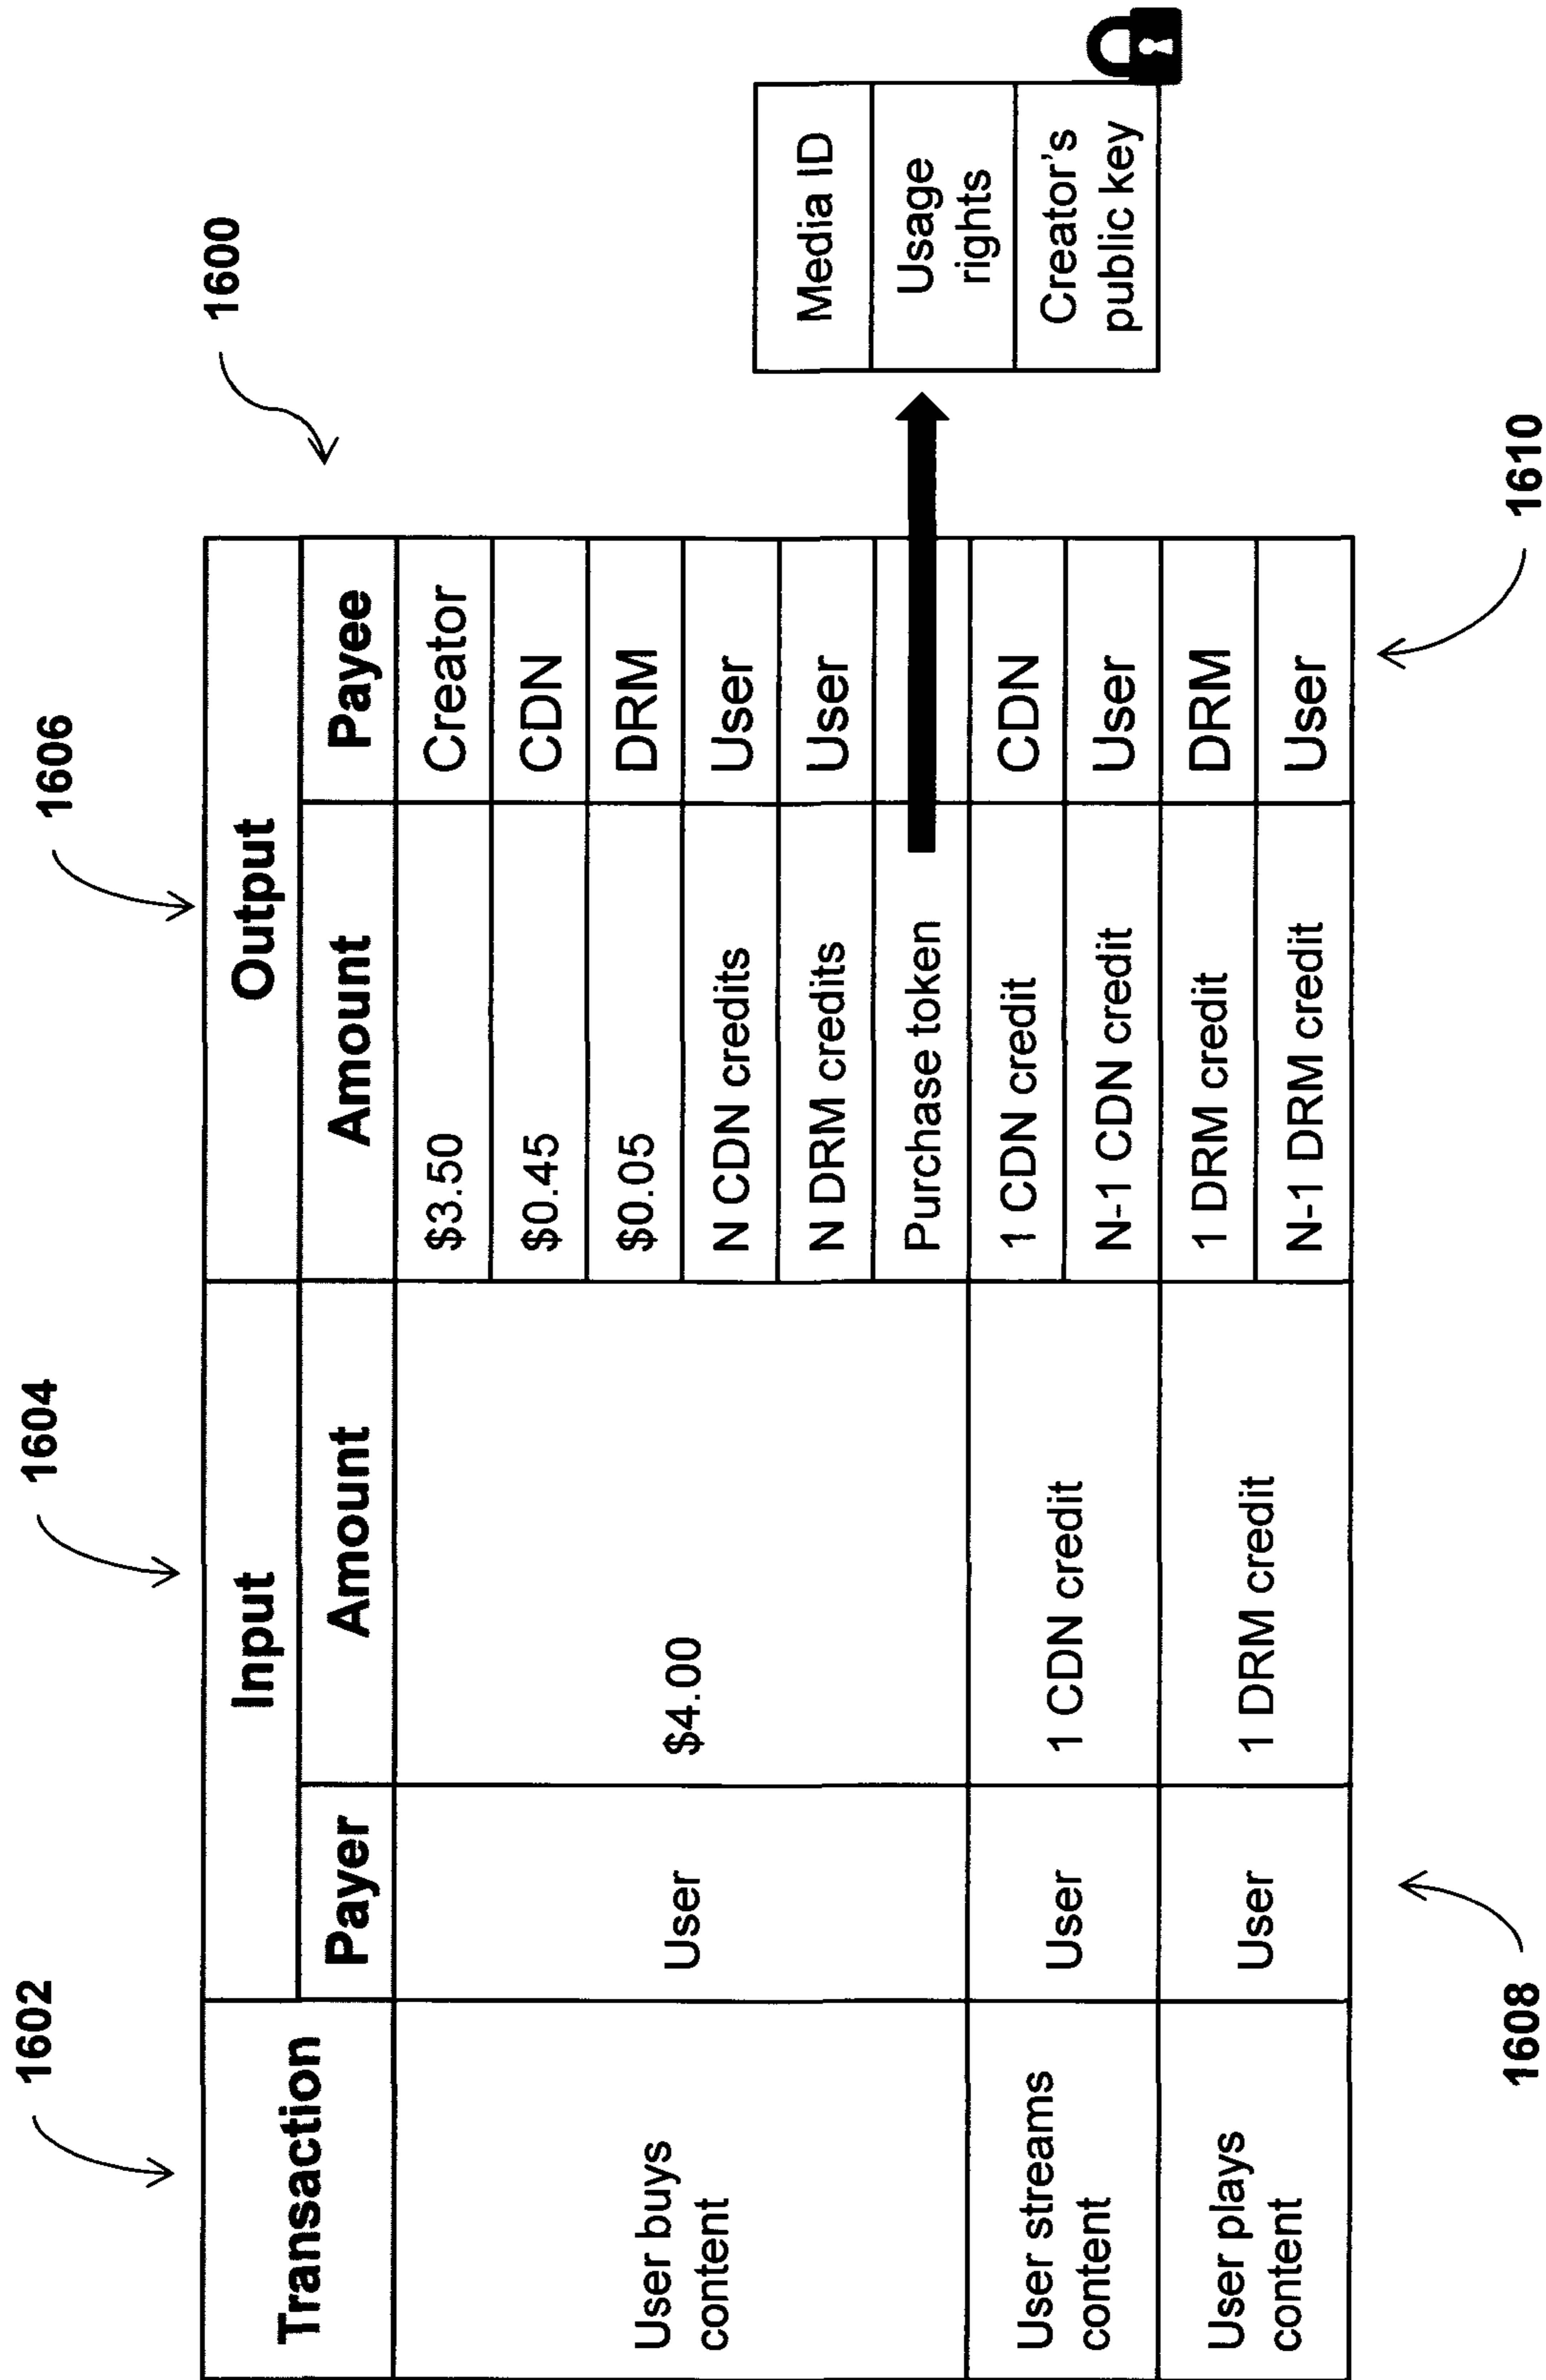 1602
1604
1606
1600
Transaction
Input
Output
Payer
Amount
Amount
Payee
User buys
content
User
$4.00
$3.50
Creator
$0.45
CDN
$0.05
DRM
N CDN credits
User
N DRM credits
User
Purchase token
User streams
content
User
1 CDN credit
1 CDN credit
CDN
N-1 CDN credit
User
User plays
content
User
1 DRM credit
1 DRM credit
DRM
N-1 DRM credit
User
Media ID
Usage
rights
Creator's
public key
1608
1610